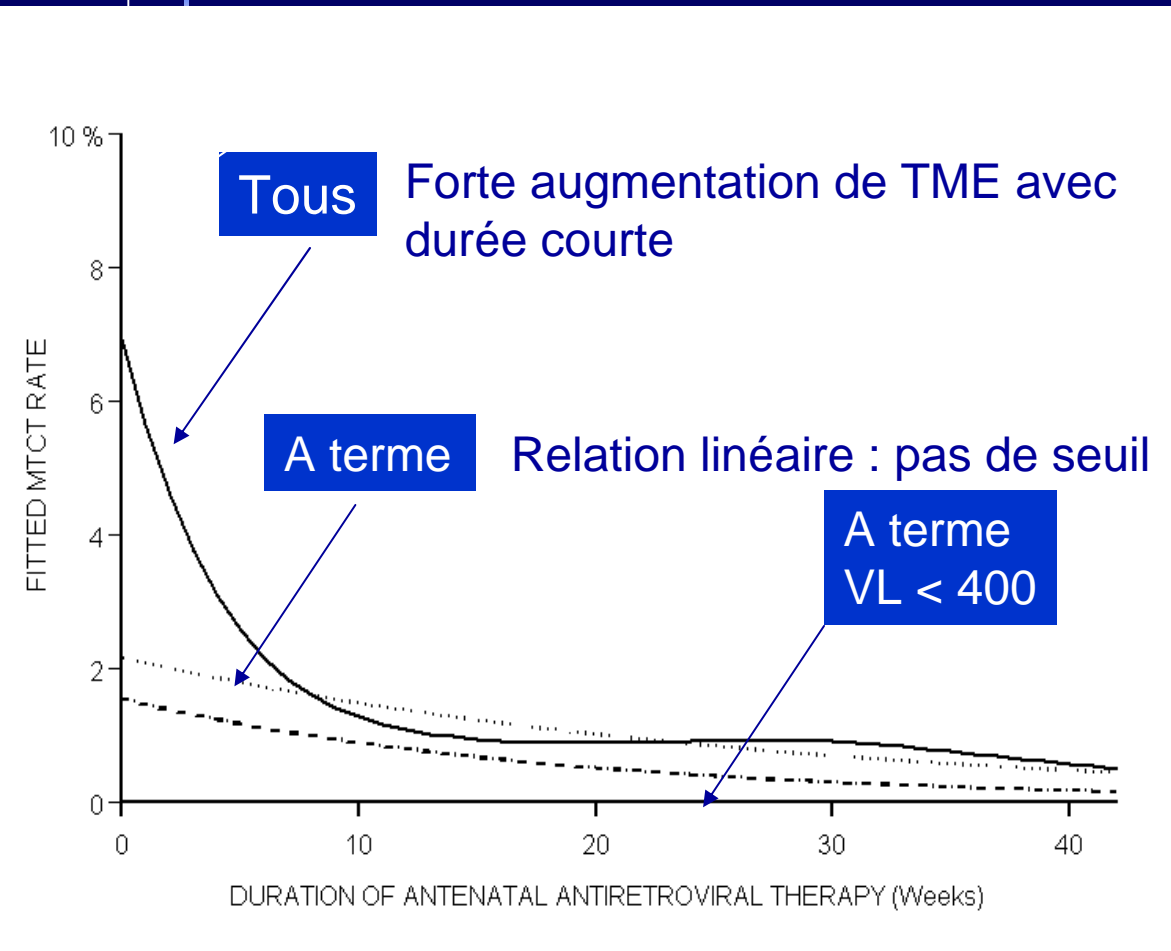 10 %
8
6
4
2
0
FITTED MTCT RATE
Tous
Forte augmentation de TME avec
durée courte
A terme
Relation linéaire : pas de seuil
A terme
VL < 400
0
10
20
30
40
DURATION OF ANTENATAL ANTIRETROVIRAL THERAPY (Weeks)